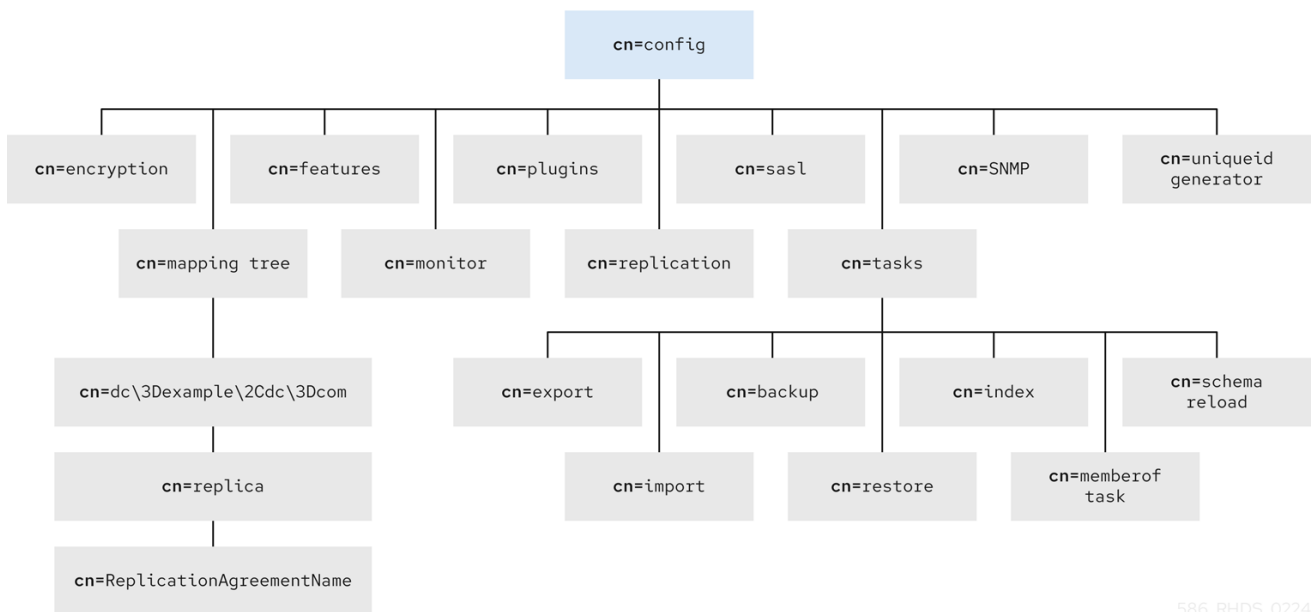 cn=config
cn=encryption
cn=features
cn=plugins
cn=sasl
cn=SNMP
cn=uniqueid
generator
cn=mapping tree
cn=monitor
cn=replication
cn=tasks
cn=dc\3Dexample\2Cdc\3Dcom
cn=export
cn=backup
cn=index
cn=schema
reload
cn=replica
cn=import
cn=restore
cn=memberof
task
cn=ReplicationAgreementName
586_RHDS_0224